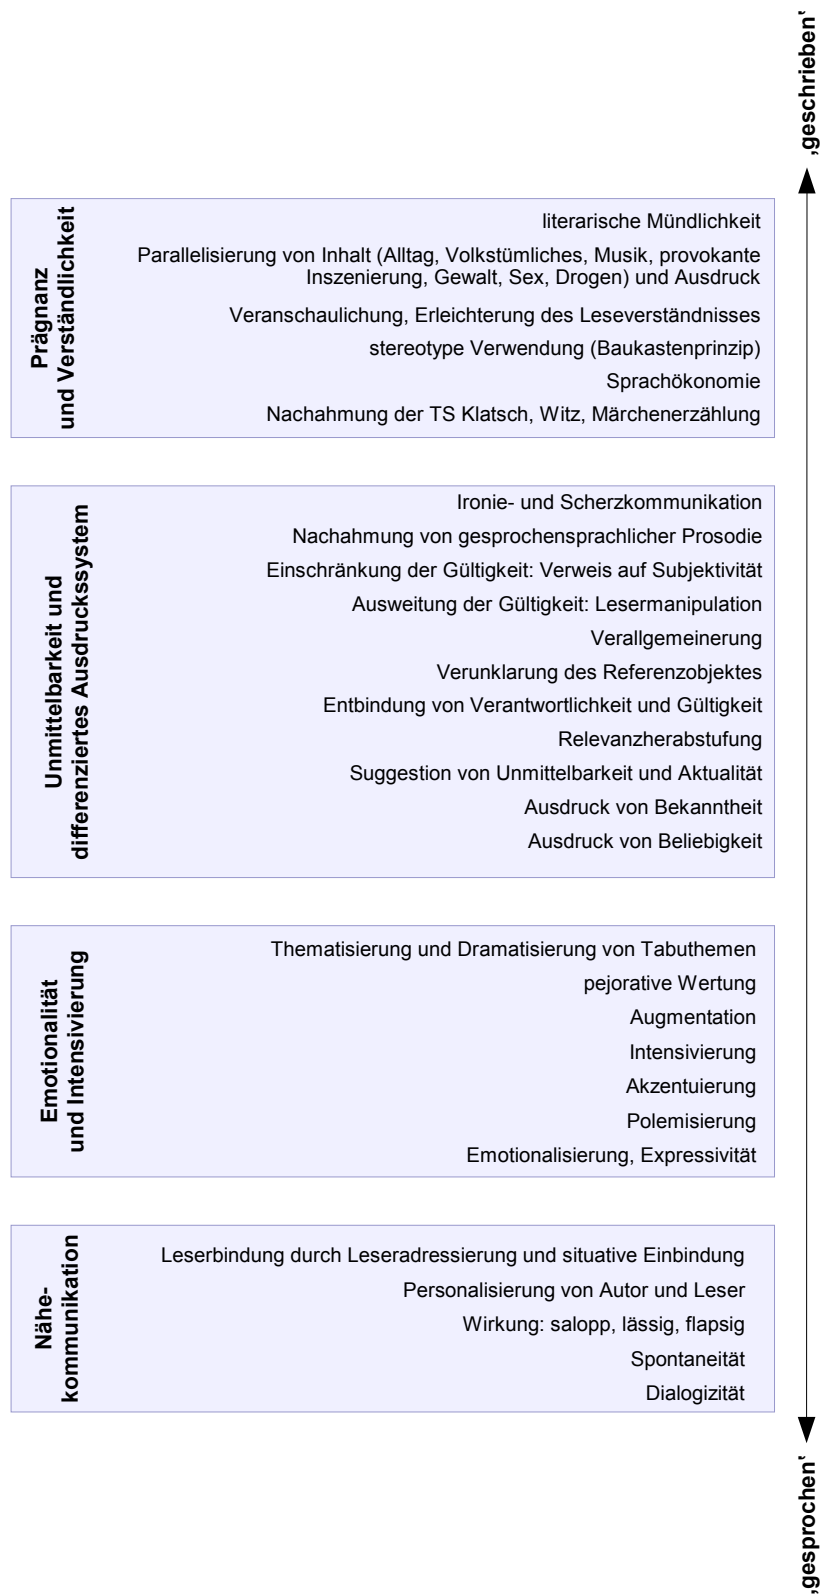 ‚geschrieben‘
Prägnanz
und Verständlichkeit
literarische Mündlichkeit
Parallelisierung von Inhalt (Alltag, Volkstümliches, Musik, provokante
Inszenierung, Gewalt, Sex, Drogen) und Ausdruck
Veranschaulichung, Erleichterung des Leseverständnisses
stereotype Verwendung (Baukastenprinzip)
Sprachökonomie
Nachahmung der TS Klatsch, Witz, Märchenerzählung
Unmittelbarkeit und
differenziertes Ausdruckssystem
Ironie- und Scherzkommunikation
Nachahmung von gesprochensprachlicher Prosodie
Einschränkung der Gültigkeit: Verweis auf Subjektivität
Ausweitung der Gültigkeit: Lesermanipulation
Verallgemeinerung
Verunklarung des Referenzobjektes
Entbindung von Verantwortlichkeit und Gültigkeit
Relevanzherabstufung
Suggestion von Unmittelbarkeit und Aktualität
Ausdruck von Bekanntheit
Ausdruck von Beliebigkeit
Emotionalität
und Intensivierung
Thematisierung und Dramatisierung von Tabuthemen
pejorative Wertung
Augmentation
Intensivierung
Akzentuierung
Polemisierung
Emotionalisierung, Expressivität
Nähe-
kommunikation
Leserbindung durch Leseradressierung und situative Einbindung
Personalisierung von Autor und Leser
Wirkung: salopp, lässig, flapsig
Spontaneität
Dialogizität
‚gesprochen‘